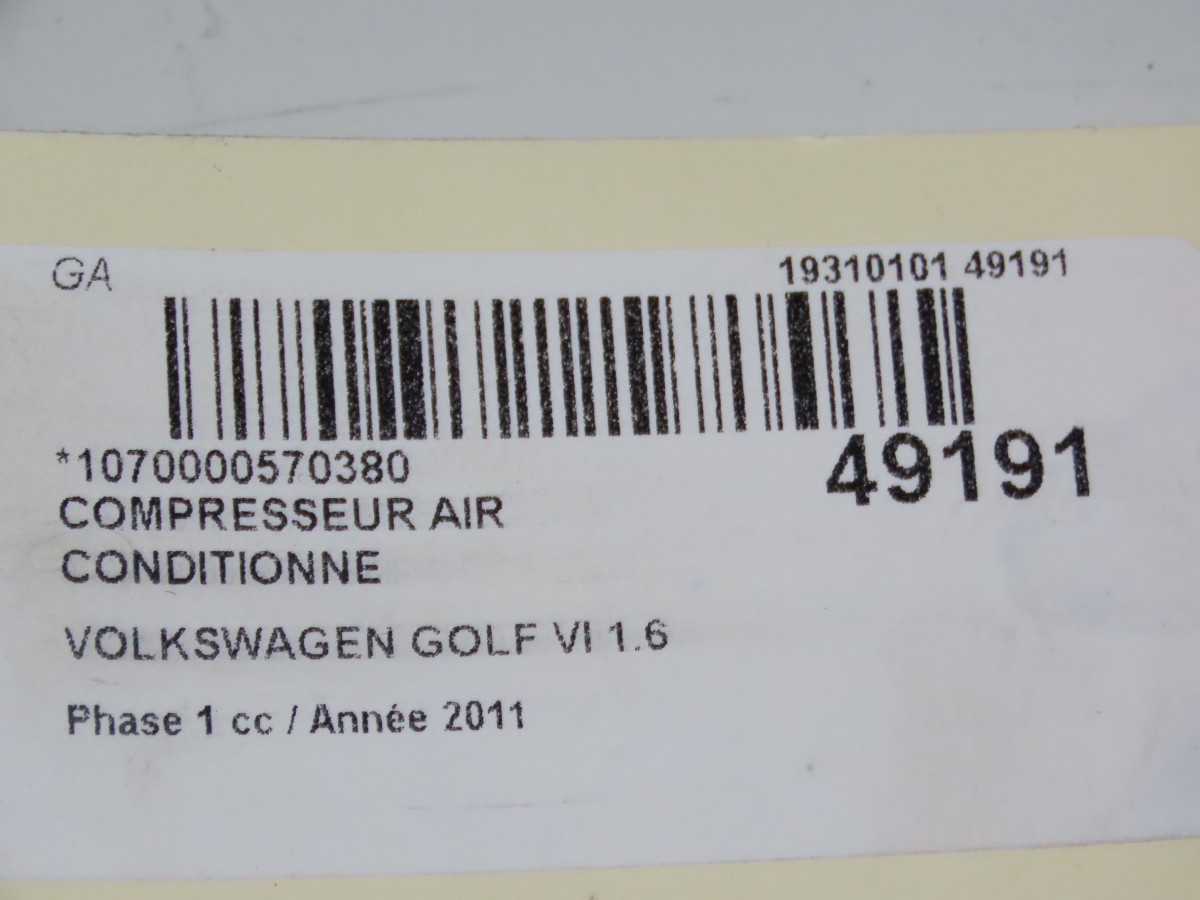 GA
19310101 49191
*1070000570380
49191
COMPRESSEUR AIR
CONDITIONNE
VOLKSWAGEN GOLF VI 1.6
Phase 1 cc / Année 2011